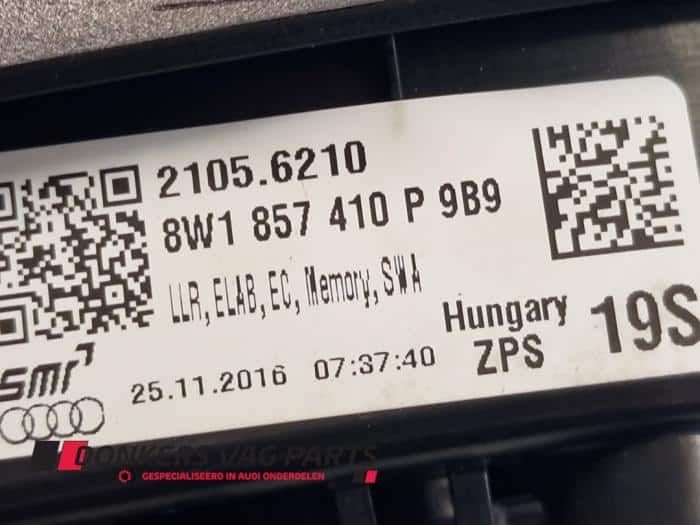 2105.6210
8W1 857 410 P 9B9
LLR, ELAB, EC, Memory, SWA
Hungary
ZPS 19S
smr
25.11.2016 07:37:40
DONKERS VAG PARTS
GESPECIALISEERD IN AUDI ONDERDELEN